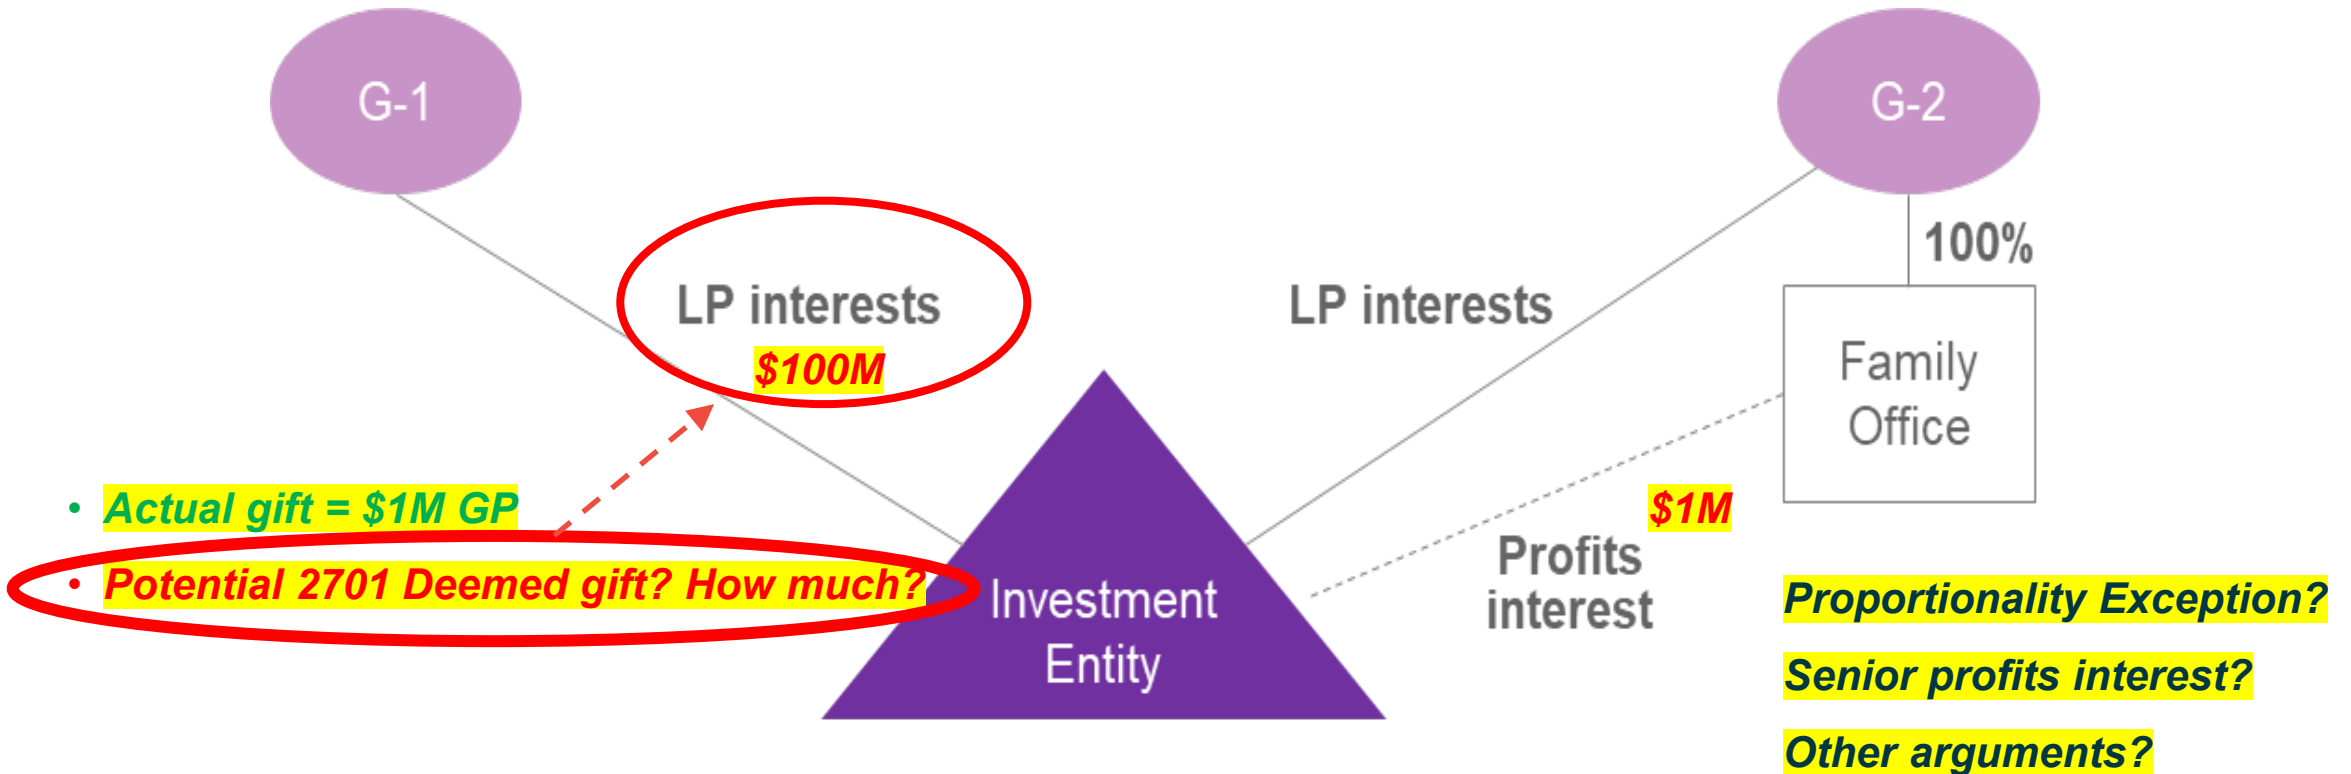 G-1
G-2
100%
LP interests
$100M
LP interests
Family
Office
• Actual gift = $1M GP
$1M
• Potential 2701 Deemed gift? How much?
Profits
interest
Investment
Entity
Proportionality Exception?
Senior profits interest?
Other arguments?